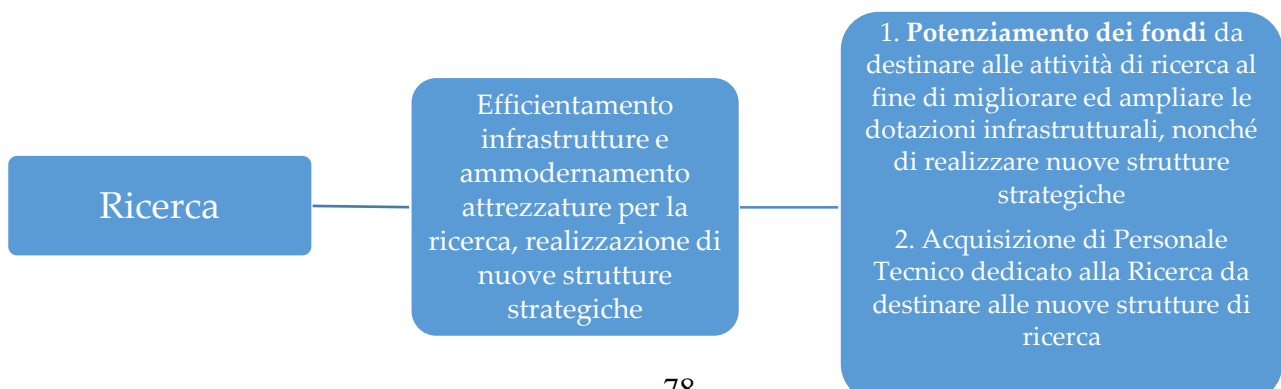 Ricerca
Efficientamento
infrastrutture e
ammodernamento
attrezzature per la
ricerca, realizzazione di
nuove strutture
strategiche
1. Potenziamento dei fondi da
destinare alle attività di ricerca al
fine di migliorare ed ampliare le
dotazioni infrastrutturali, nonché
di realizzare nuove strutture
strategiche
2. Acquisizione di Personale
Tecnico dedicato alla Ricerca da
destinare alle nuove strutture di
ricerca
78